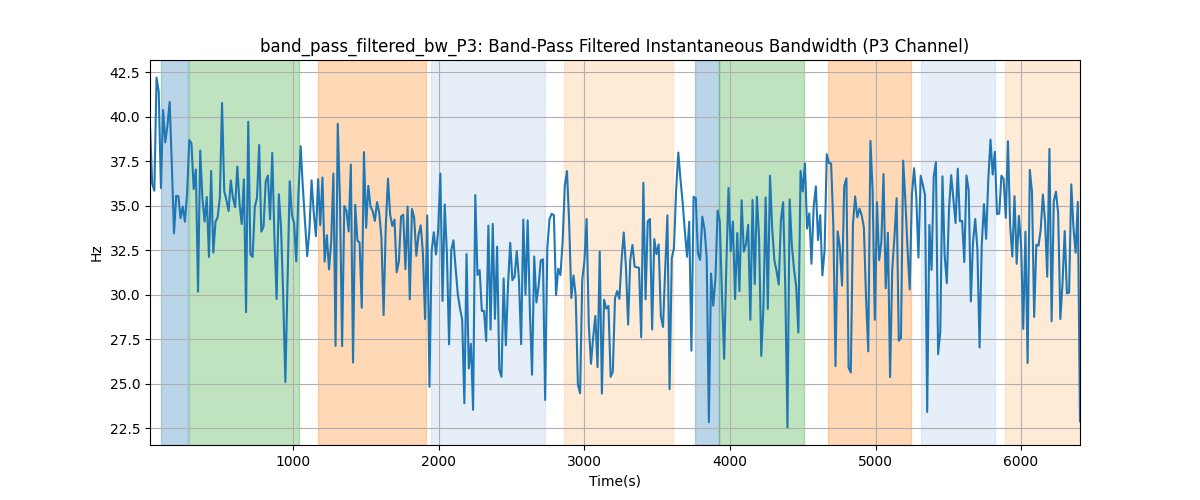 band_pass_filtered_bw_P3: Band-Pass Filtered Instantaneous Bandwidth (P3 Channel)
42.5
40.0
37.5
35.0
32.5
30.0
27.5
25.0
22.5
Hz
1000 2000 3000 4000 5000 6000
Time(s)